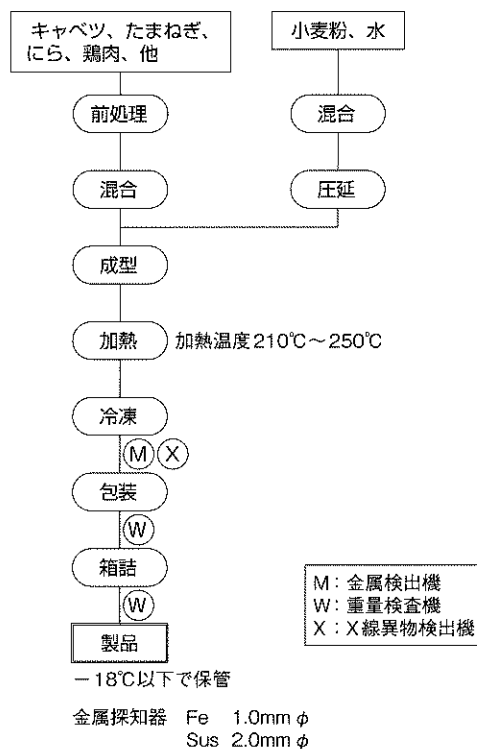 キャベツ、たまねぎ、
にら、鶏肉、他
小麦粉、水
前処理
混合
混合
圧延
成型
加熱
加熱温度210℃～250℃
冷凍
M X
包装
W
箱詰
W
製品
－18℃以下で保管
M：金属検出機
W：重量検査機
X：X線異物検出機
金属探知器 Fe 1.0mmφ
Sus 2.0mmφ